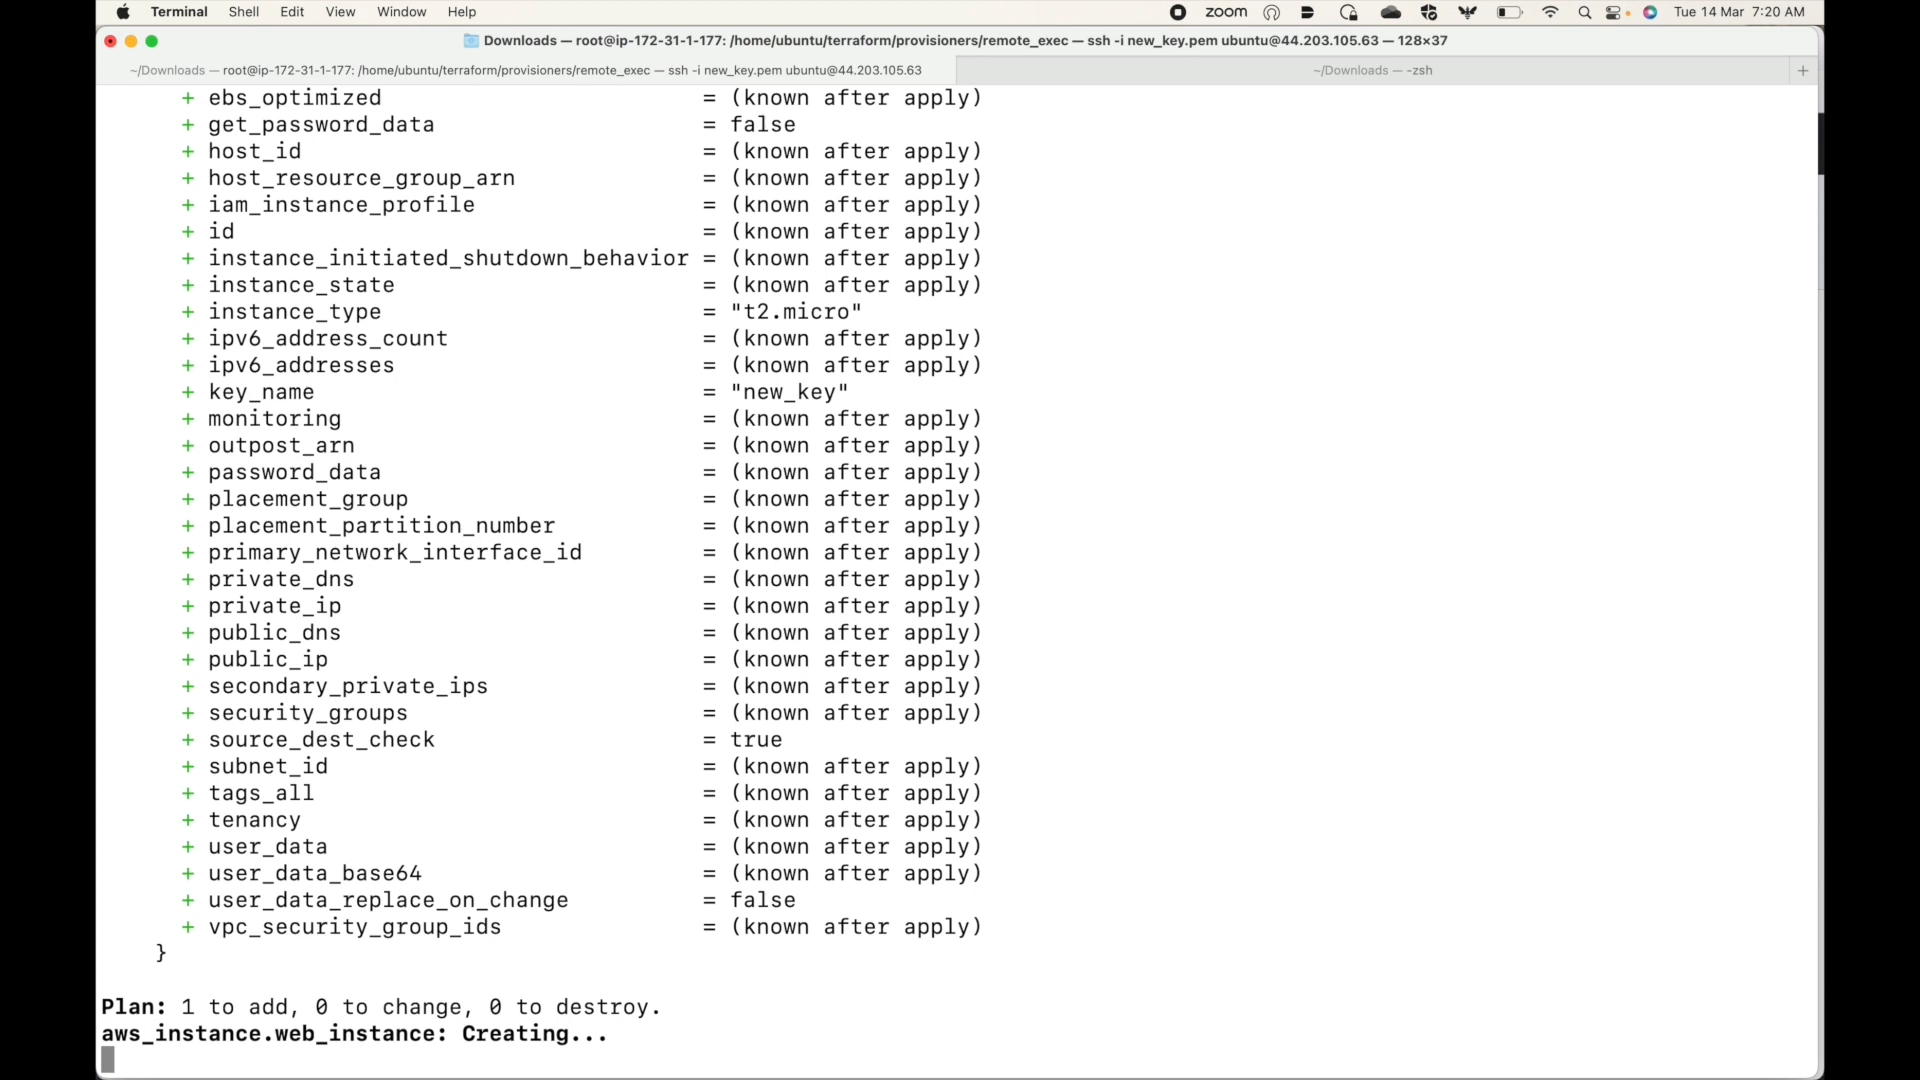 Terminal Shell Edit View Window Help zoom Tue 14 Mar 7:20 AM
Downloads — root@ip-172-31-1-177: /home/ubuntu/terraform/provisioners/remote_exec — ssh -i new_key.pem ubuntu@44.203.105.63 — 128×37
~/Downloads — root@ip-172-31-1-177: /home/ubuntu/terraform/provisioners/remote_exec — ssh -i new_key.pem ubuntu@44.203.105.63 ~/Downloads — -zsh +
+ ebs_optimized = (known after apply)
+ get_password_data = false
+ host_id = (known after apply)
+ host_resource_group_arn = (known after apply)
+ iam_instance_profile = (known after apply)
+ id = (known after apply)
+ instance_initiated_shutdown_behavior = (known after apply)
+ instance_state = (known after apply)
+ instance_type = "t2.micro"
+ ipv6_address_count = (known after apply)
+ ipv6_addresses = (known after apply)
+ key_name = "new_key"
+ monitoring = (known after apply)
+ outpost_arn = (known after apply)
+ password_data = (known after apply)
+ placement_group = (known after apply)
+ placement_partition_number = (known after apply)
+ primary_network_interface_id = (known after apply)
+ private_dns = (known after apply)
+ private_ip = (known after apply)
+ public_dns = (known after apply)
+ public_ip = (known after apply)
+ secondary_private_ips = (known after apply)
+ security_groups = (known after apply)
+ source_dest_check = true
+ subnet_id = (known after apply)
+ tags_all = (known after apply)
+ tenancy = (known after apply)
+ user_data = (known after apply)
+ user_data_base64 = (known after apply)
+ user_data_replace_on_change = false
+ vpc_security_group_ids = (known after apply)
}
Plan: 1 to add, 0 to change, 0 to destroy.
aws_instance.web_instance: Creating...